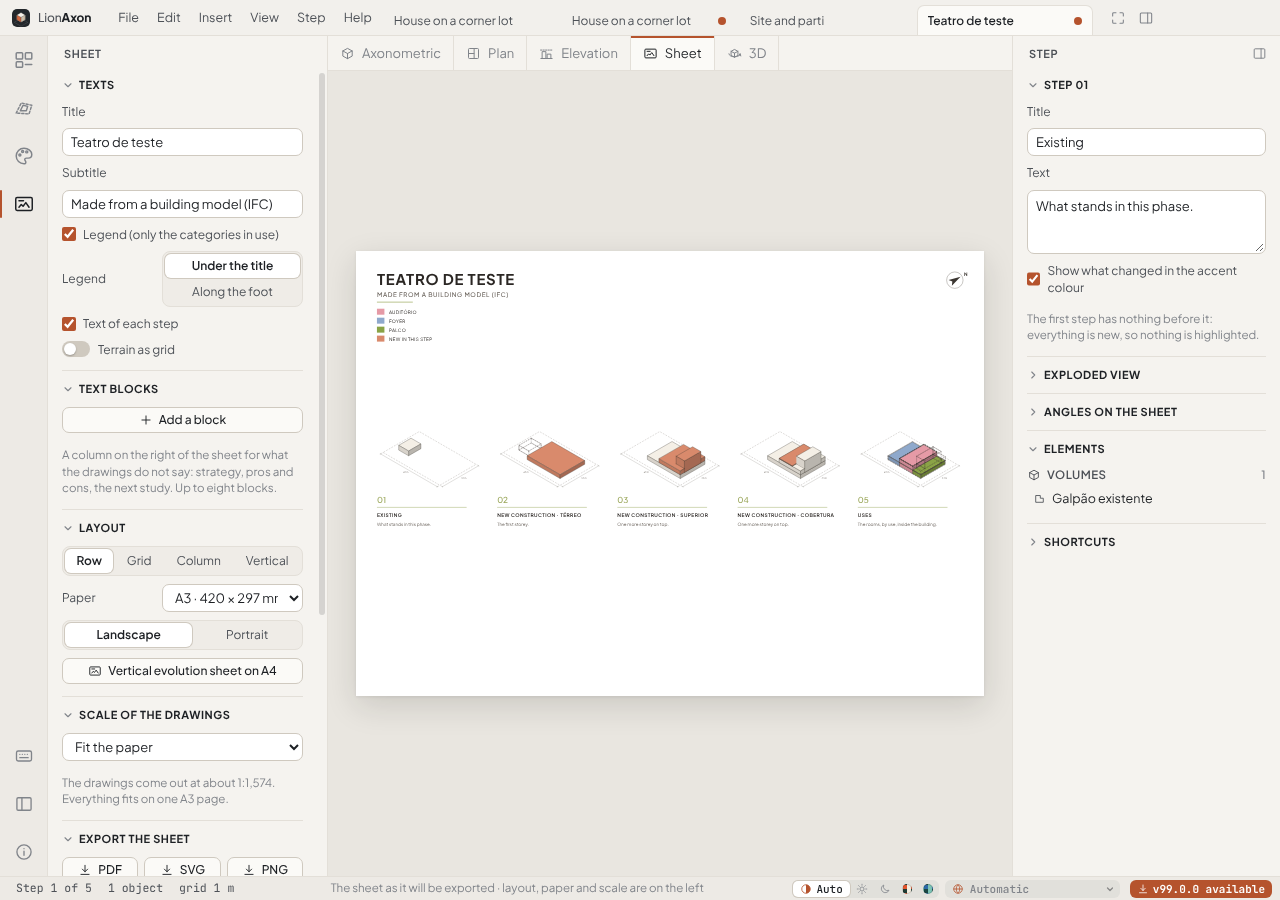 LionAxon
File Edit Insert View Step Help
House on a corner lot
House on a corner lot
Site and parti
Teatro de teste
SHEET
TEXTS
Title
Teatro de teste
Subtitle
Made from a building model (IFC)
Legend (only the categories in use)
Legend
Under the title
Along the foot
Text of each step
Terrain as grid
TEXT BLOCKS
Add a block
A column on the right of the sheet for what
the drawings do not say: strategy, pros and
cons, the next study. Up to eight blocks.
LAYOUT
Row Grid Column Vertical
Paper
A3 · 420 × 297 mr
Landscape Portrait
Vertical evolution sheet on A4
SCALE OF THE DRAWINGS
Fit the paper
The drawings come out at about 1:1,574.
Everything fits on one A3 page.
EXPORT THE SHEET
PDF SVG PNG
Axonometric Plan Elevation Sheet 3D
TEATRO DE TESTE
MADE FROM A BUILDING MODEL (IFC)
AUDITÓRIO
FOYER
PALCO
NEW IN THIS STEP
N
01
EXISTING
What stands in this phase.
02
NEW CONSTRUCTION · TÉRREO
The first storey.
03
NEW CONSTRUCTION · SUPERIOR
One more storey on top.
04
NEW CONSTRUCTION · COBERTURA
One more storey on top.
05
USES
The rooms, by use, inside the building.
STEP
STEP 01
Title
Existing
Text
What stands in this phase.
Show what changed in the accent
colour
The first step has nothing before it:
everything is new, so nothing is highlighted.
EXPLODED VIEW
ANGLES ON THE SHEET
ELEMENTS
VOLUMES 1
Galpão existente
SHORTCUTS
Step 1 of 5 1 object grid 1 m
The sheet as it will be exported · layout, paper and scale are on the left
Auto
Automatic
v99.0.0 available